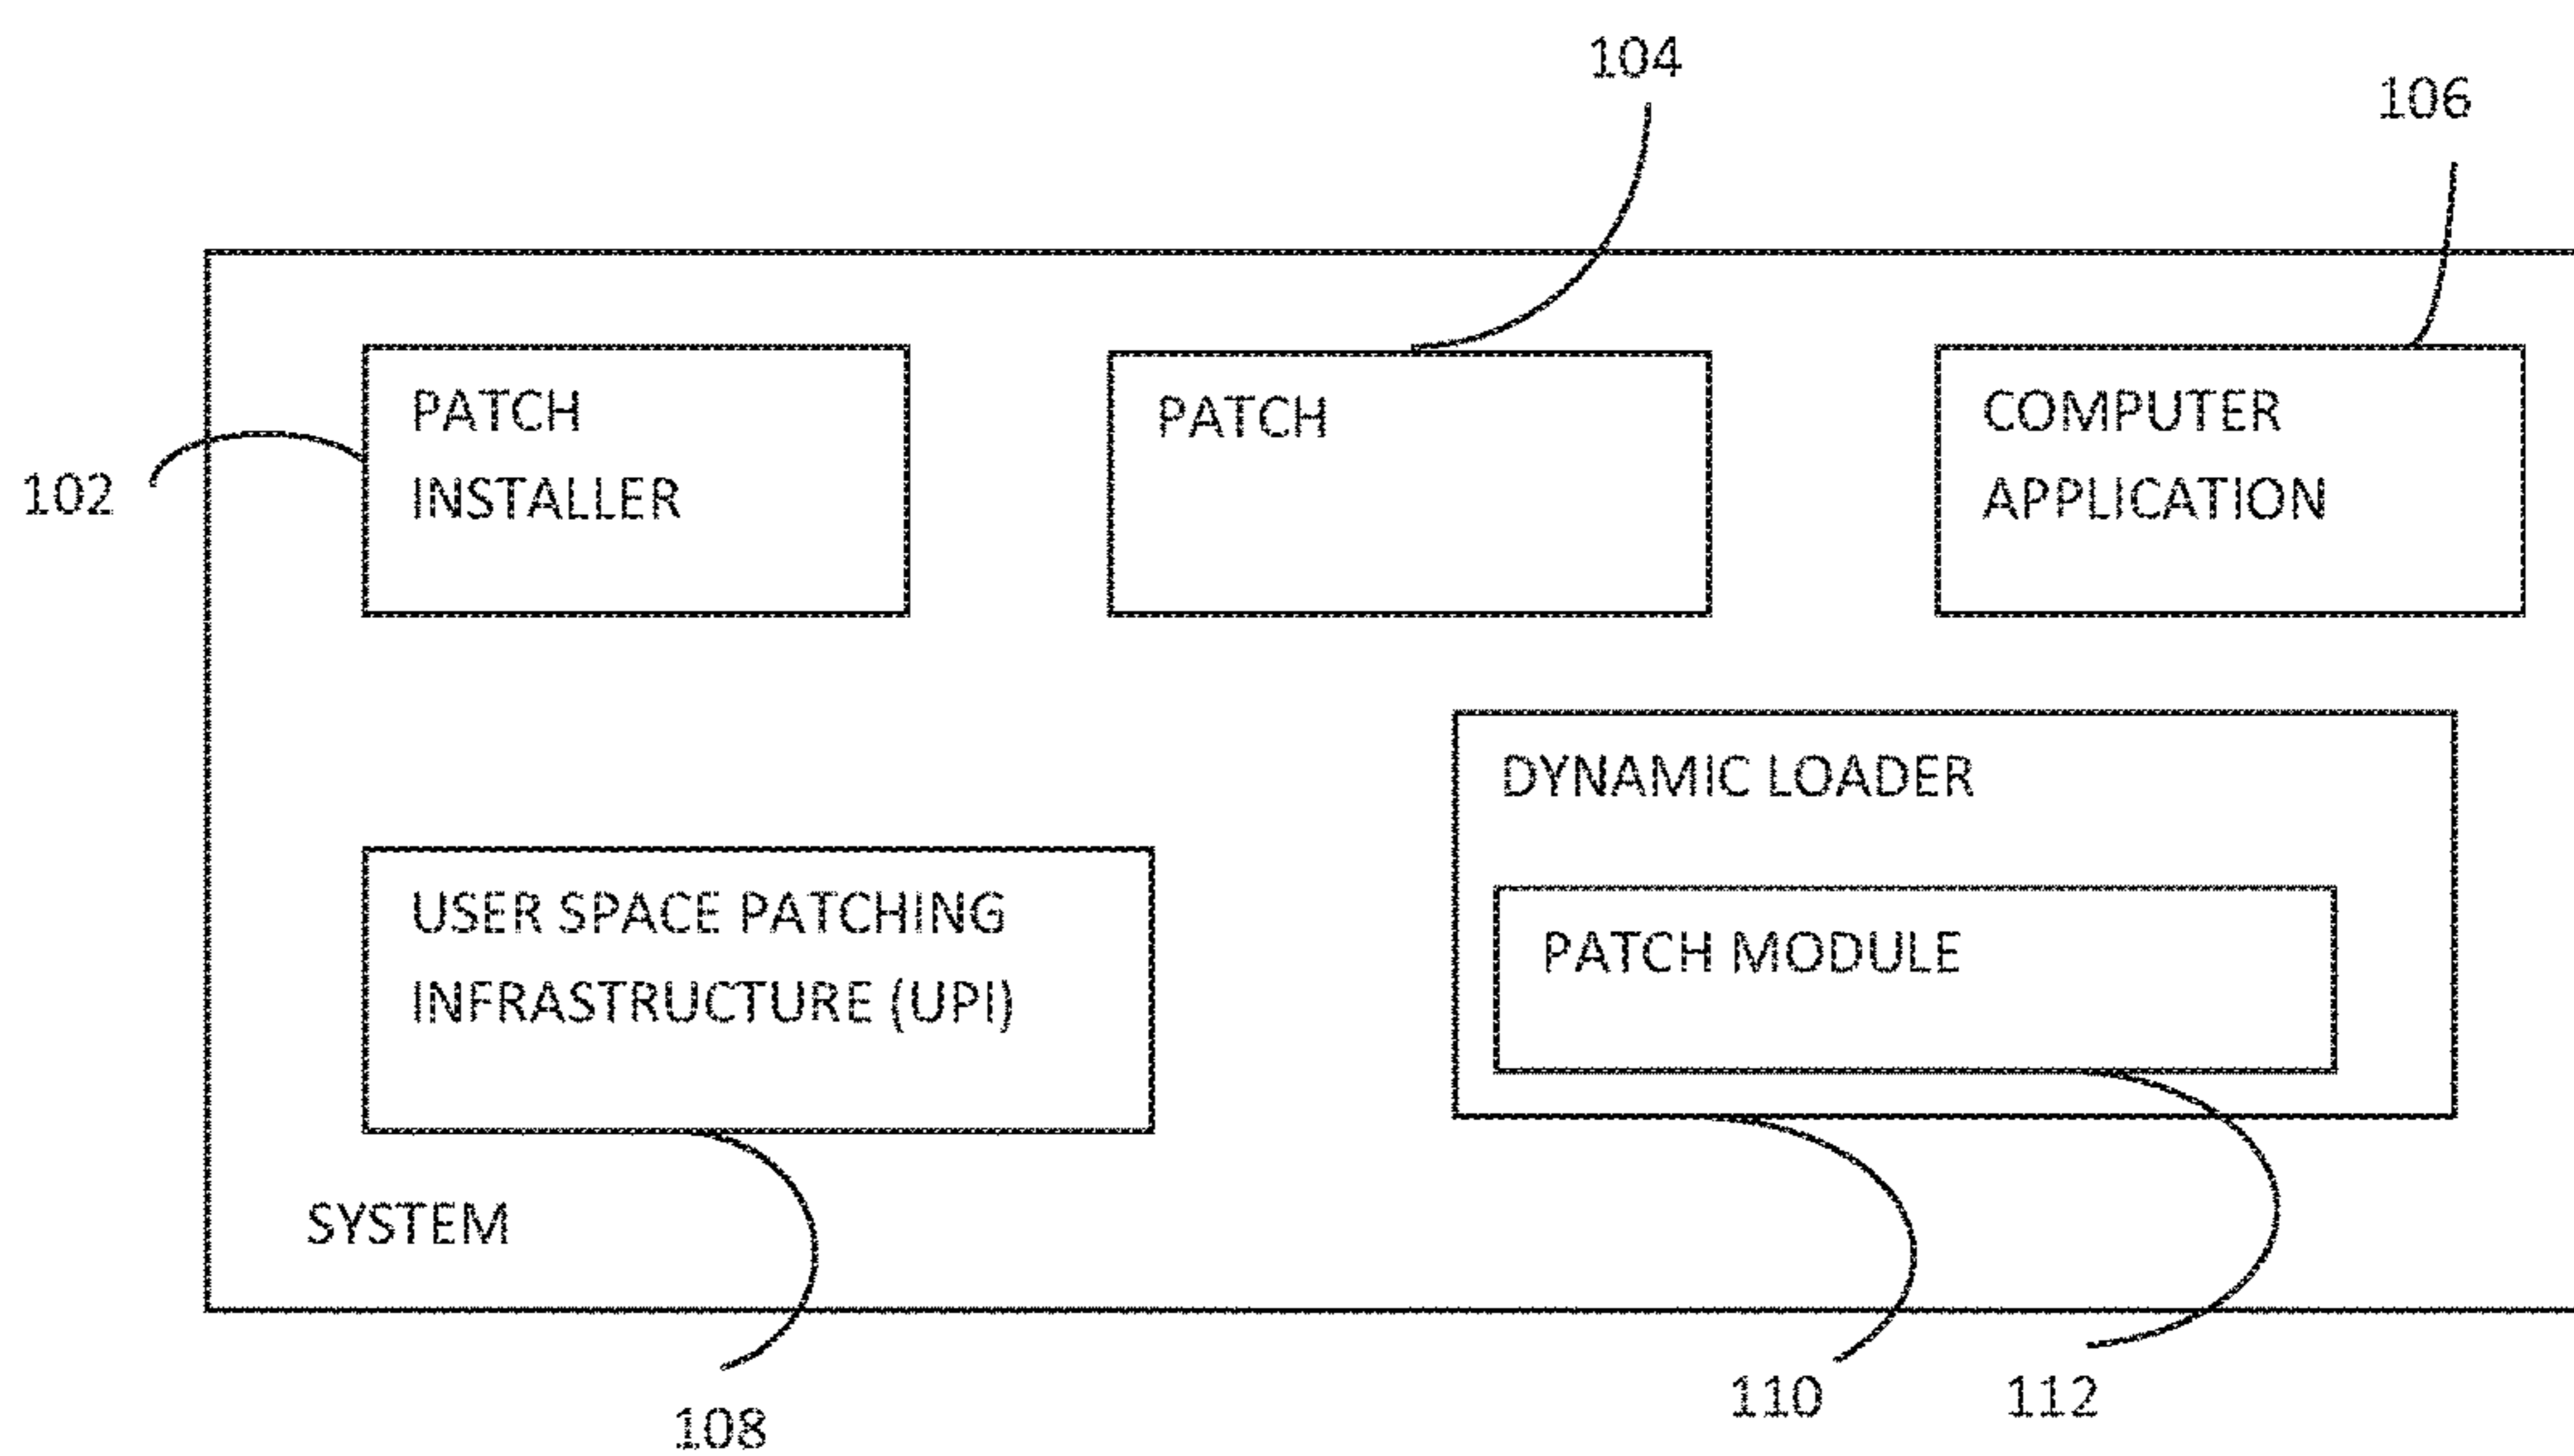 104
106
PATCH
INSTALLER
PATCH
COMPUTER
APPLICATION
102
DYNAMIC LOADER
USER SPACE PATCHING
INFRASTRUCTURE (UPI)
PATCH MODULE
SYSTEM
108
110
112